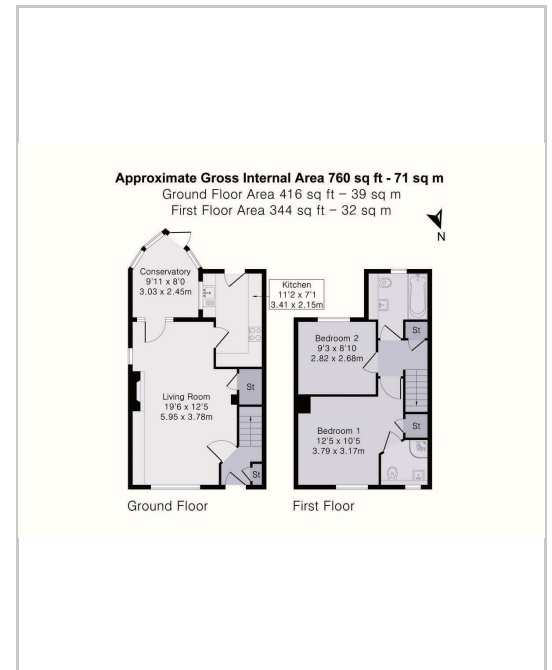 Approximate Gross Internal Area 760 sq ft - 71 sq m
Ground Floor Area 416 sq ft – 39 sq m
First Floor Area 344 sq ft – 32 sq m
N
Conservatory
9'11 x 8'0
3.03 x 2.45m
Kitchen
11'2 x 7'1
3.41 x 2.15m
Living Room
19'6 x 12'5
5.95 x 3.78m
St
St
Ground Floor
Bedroom 2
9'3 x 8'10
2.82 x 2.68m
St
Bedroom 1
12'5 x 10'5
3.79 x 3.17m
St
First Floor